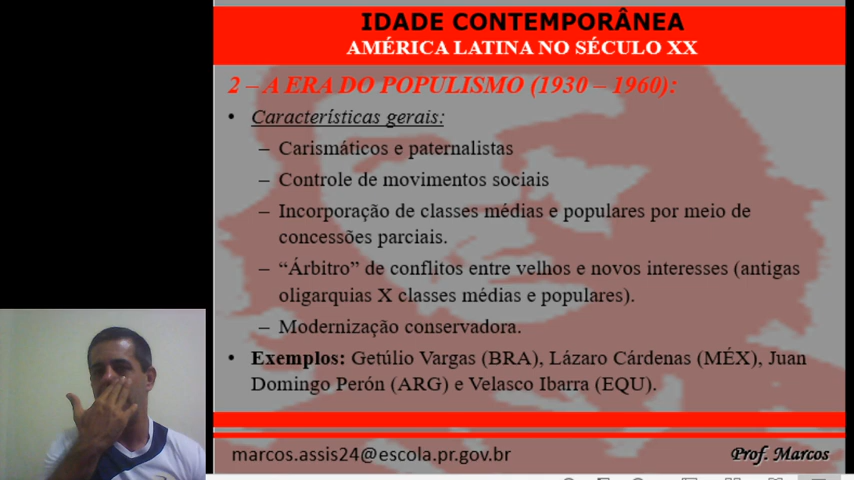 IDADE CONTEMPORÂNEA
AMÉRICA LATINA NO SÉCULO XX
2 – A ERA DO POPULISMO (1930 – 1960):
• Características gerais:
– Carismáticos e paternalistas
– Controle de movimentos sociais
– Incorporação de classes médias e populares por meio de
concessões parciais.
– “Árbitro” de conflitos entre velhos e novos interesses (antigas
oligarquias X classes médias e populares).
– Modernização conservadora.
• Exemplos: Getúlio Vargas (BRA), Lázaro Cárdenas (MÉX), Juan
Domingo Perón (ARG) e Velasco Ibarra (EQU).
marcos.assis24@escola.pr.gov.br
Prof. Marcos